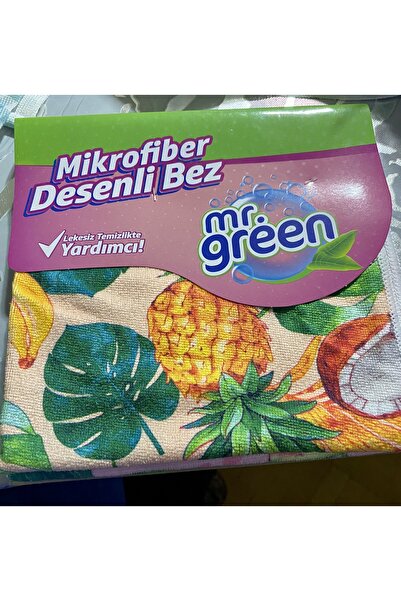 Mikrofiber
Desenli Bez
Lekesiz Temizlikte
Yardımcı!
mr.
green